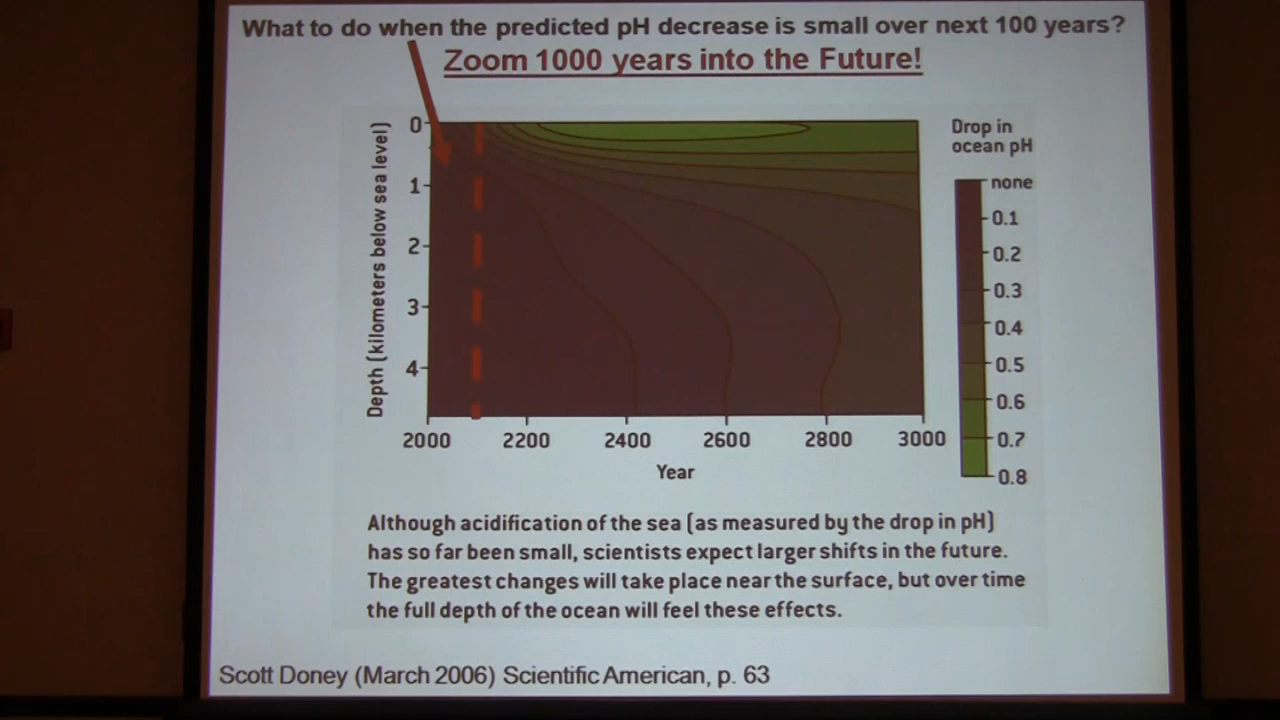 What to do when the predicted pH decrease is small over next 100 years?
Zoom 1000 years into the Future!
Drop in
ocean pH
none
0.1
0.2
0.3
0.4
0.5
0.6
0.7
0.8
Depth (kilometers below sea level)
0
1
2
3
4
2000 2200 2400 2600 2800 3000
Year
Although acidification of the sea (as measured by the drop in pH)
has so far been small, scientists expect larger shifts in the future.
The greatest changes will take place near the surface, but over time
the full depth of the ocean will feel these effects.
Scott Doney (March 2006) Scientific American, p. 63